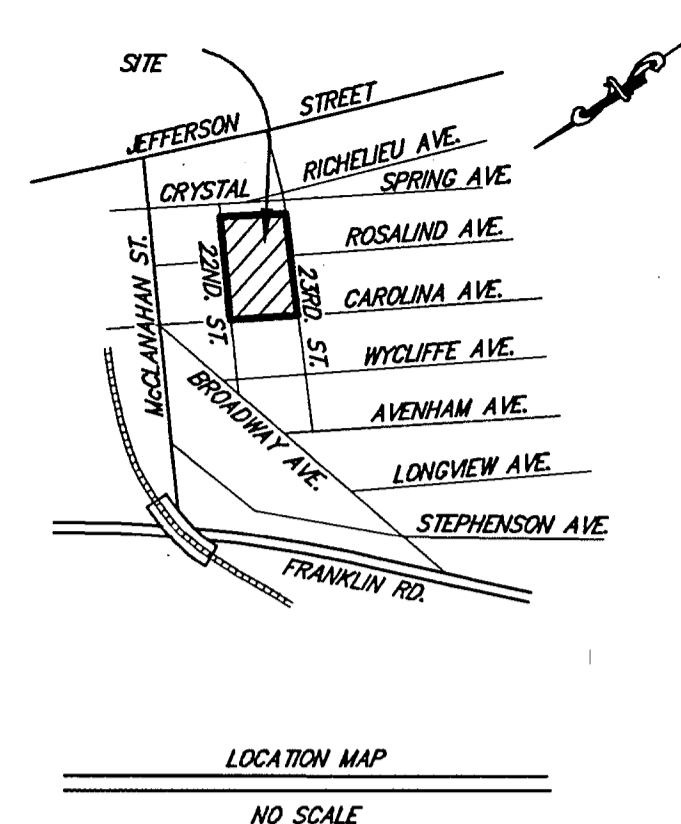 SITE
JEFFERSON STREET
RICHELIEU AVE.
CRYSTAL SPRING AVE.
ROSALIND AVE.
McCLANAHAN ST.
22ND. ST.
23RD. ST.
CAROLINA AVE.
WYCLIFFE AVE.
BROADWAY AVE.
AVENHAM AVE.
LONGVIEW AVE.
STEPHENSON AVE.
FRANKLIN RD.
LOCATION MAP
NO SCALE